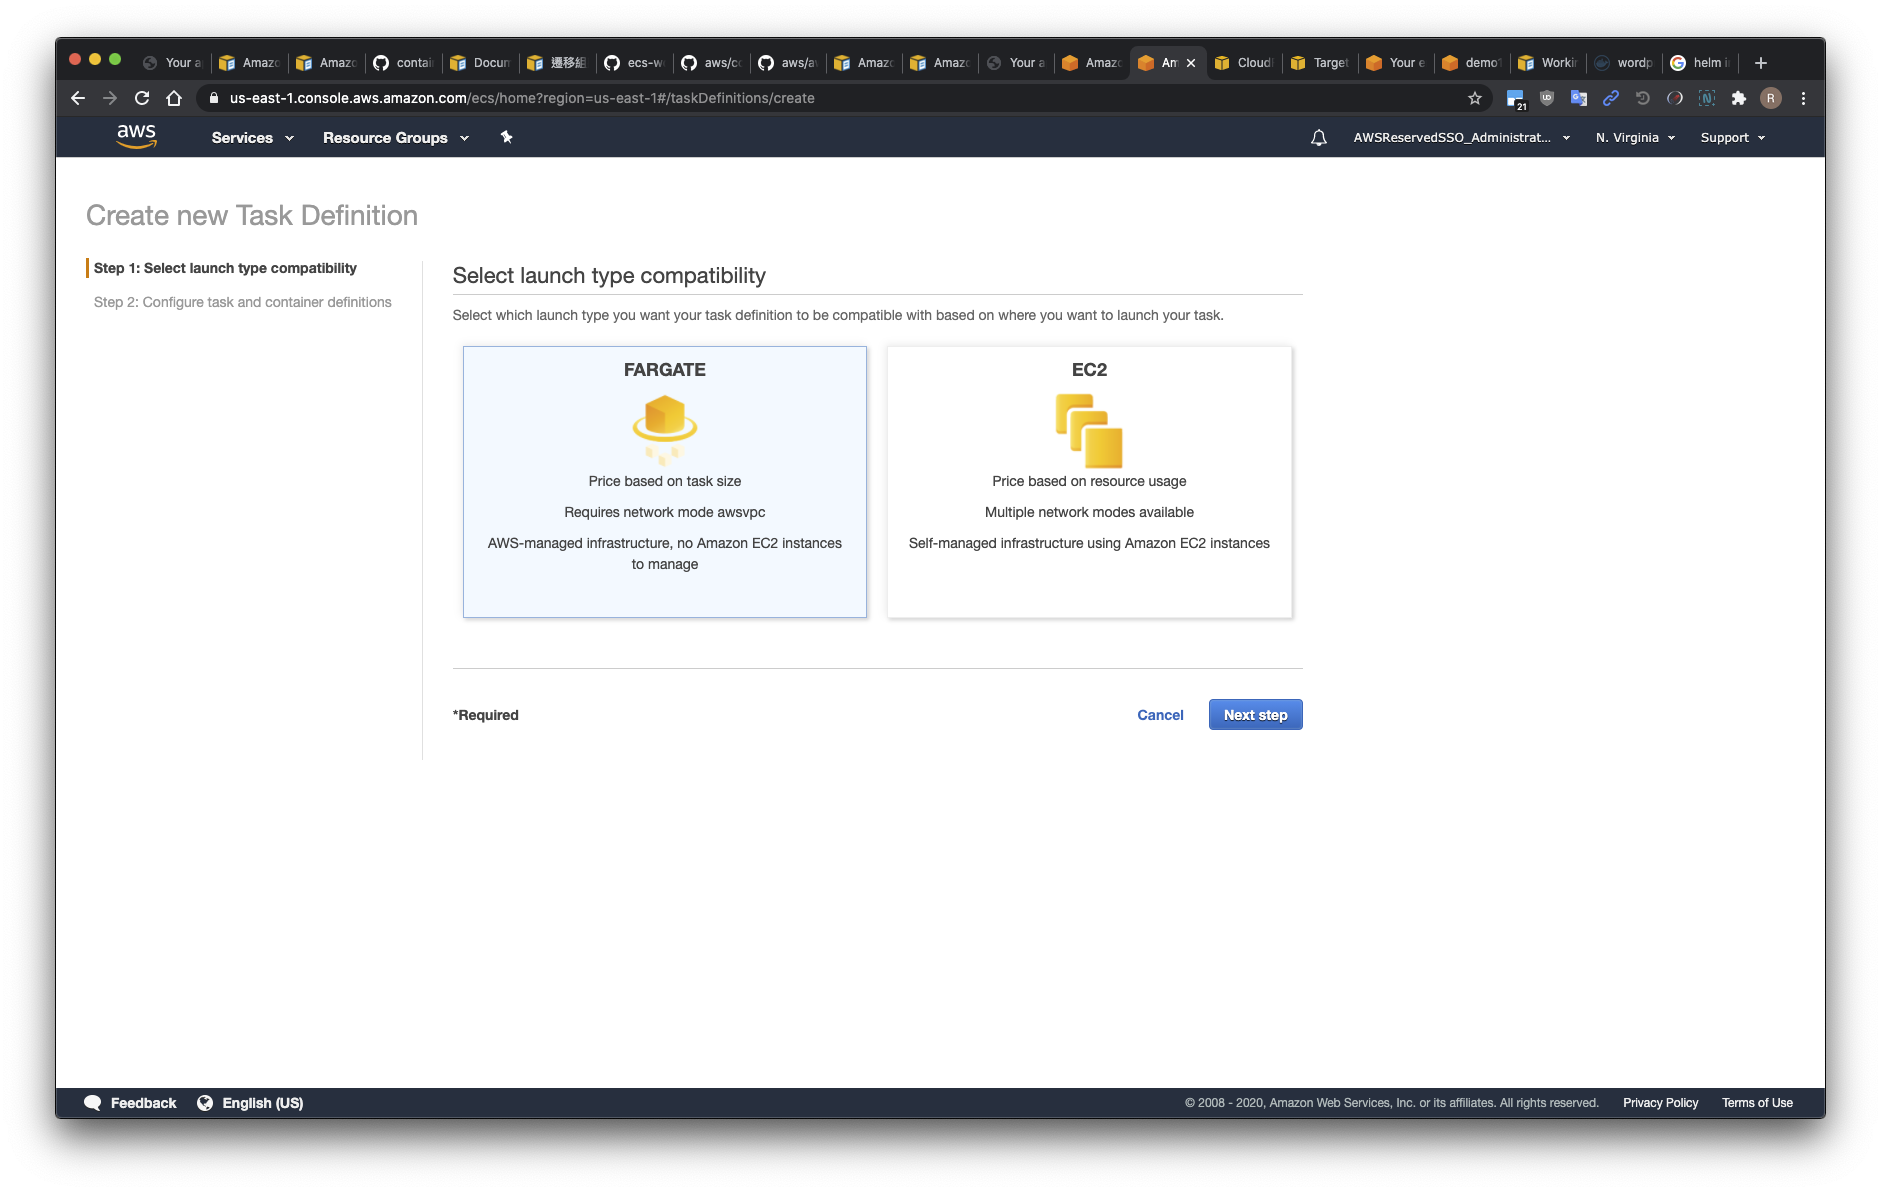 Your a Amazo Amazo contai Docum 遷移組 ecs-w aws/co aws/a Amazo Amazo Your a Amazo Am Cloud Target Your e demo1 Workin wordp helm i
us-east-1.console.aws.amazon.com/ecs/home?region=us-east-1#/taskDefinitions/create
21
R
aws Services Resource Groups AWSReservedSSO_Administrat... N. Virginia Support
Create new Task Definition
Step 1: Select launch type compatibility
Step 2: Configure task and container definitions
Select launch type compatibility
Select which launch type you want your task definition to be compatible with based on where you want to launch your task.
FARGATE
Price based on task size
Requires network mode awsvpc
AWS-managed infrastructure, no Amazon EC2 instances
to manage
EC2
Price based on resource usage
Multiple network modes available
Self-managed infrastructure using Amazon EC2 instances
*Required
Cancel Next step
Feedback English (US) © 2008 - 2020, Amazon Web Services, Inc. or its affiliates. All rights reserved. Privacy Policy Terms of Use